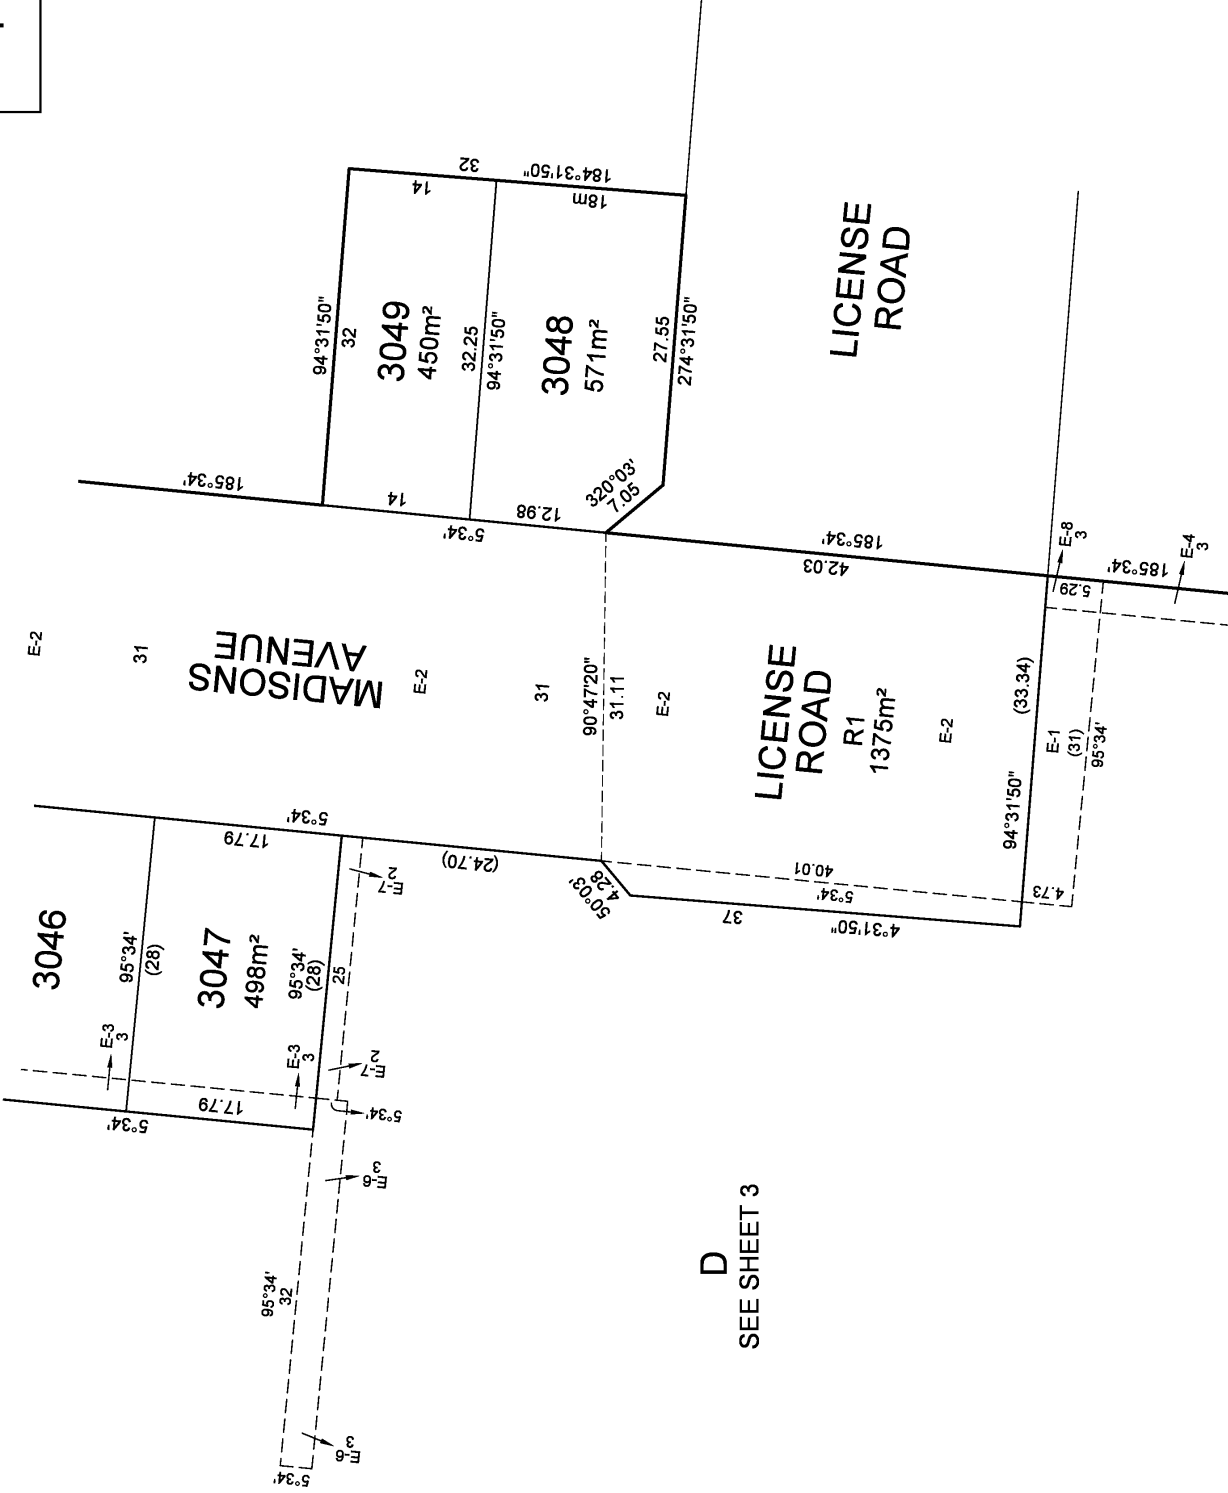 32
184°31'50"
14
18m
94°31'50"
32
3049
450m²
32.25
94°31'50"
3048
571m²
27.55
274°31'50"
LICENSE
ROAD
185°34'
14
5°34'
12.98
320°03'
7.05
185°34'
42.03
E-8
3
E-4
3
185°34'
5.29
E-2
31
MADISONS
AVENUE
E-2
31
90°47'20"
31.11
E-2
LICENSE
ROAD
R1
1375m²
E-2
(33.34)
E-1
(31)
95°34'
94°31'50"
5°34'
17.79
(24.70)
E-7
2
50°03'
4.28
40.01
5°34'
37
4°31'50"
4.73
3046
95°34'
(28)
3047
498m²
95°34'
(28)
25
E-3
3
E-3
3
E-7
2
17.79
5°34'
5°34'
E-6
3
95°34'
32
E-6
3
5°34'
D
SEE SHEET 3